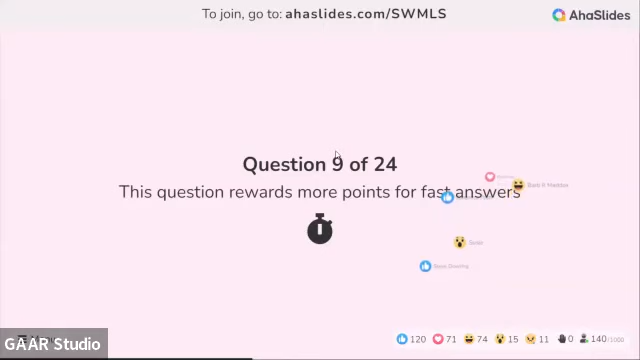 To join, go to: ahaslides.com/SWMLS
AhaSlides
Question 9 of 24
This question rewards more points for fast answers
GAAR Studio
120 71 74 15 11 0 140/1000